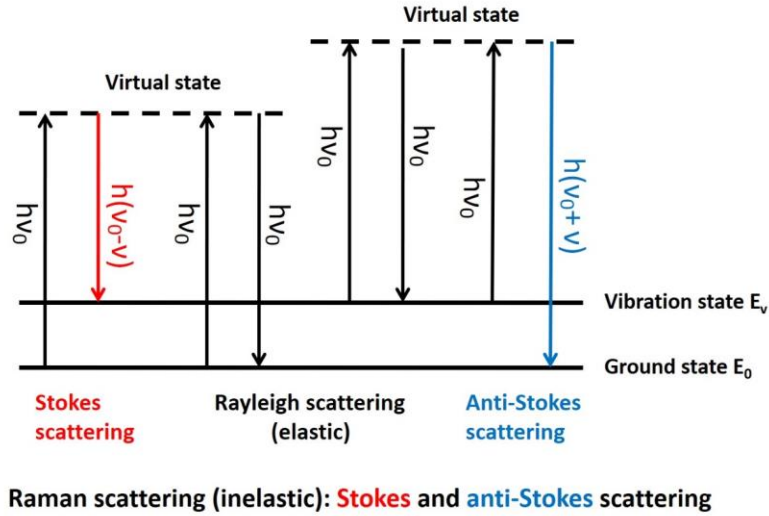 Virtual state
Virtual state
hν₀
h(ν₀-ν)
hν₀
hν₀
hν₀
hν₀
hν₀
h(ν₀+ ν)
Vibration state Eᵥ
Ground state E₀
Stokes
scattering
Rayleigh scattering
(elastic)
Anti-Stokes
scattering
Raman scattering (inelastic): Stokes and anti-Stokes scattering